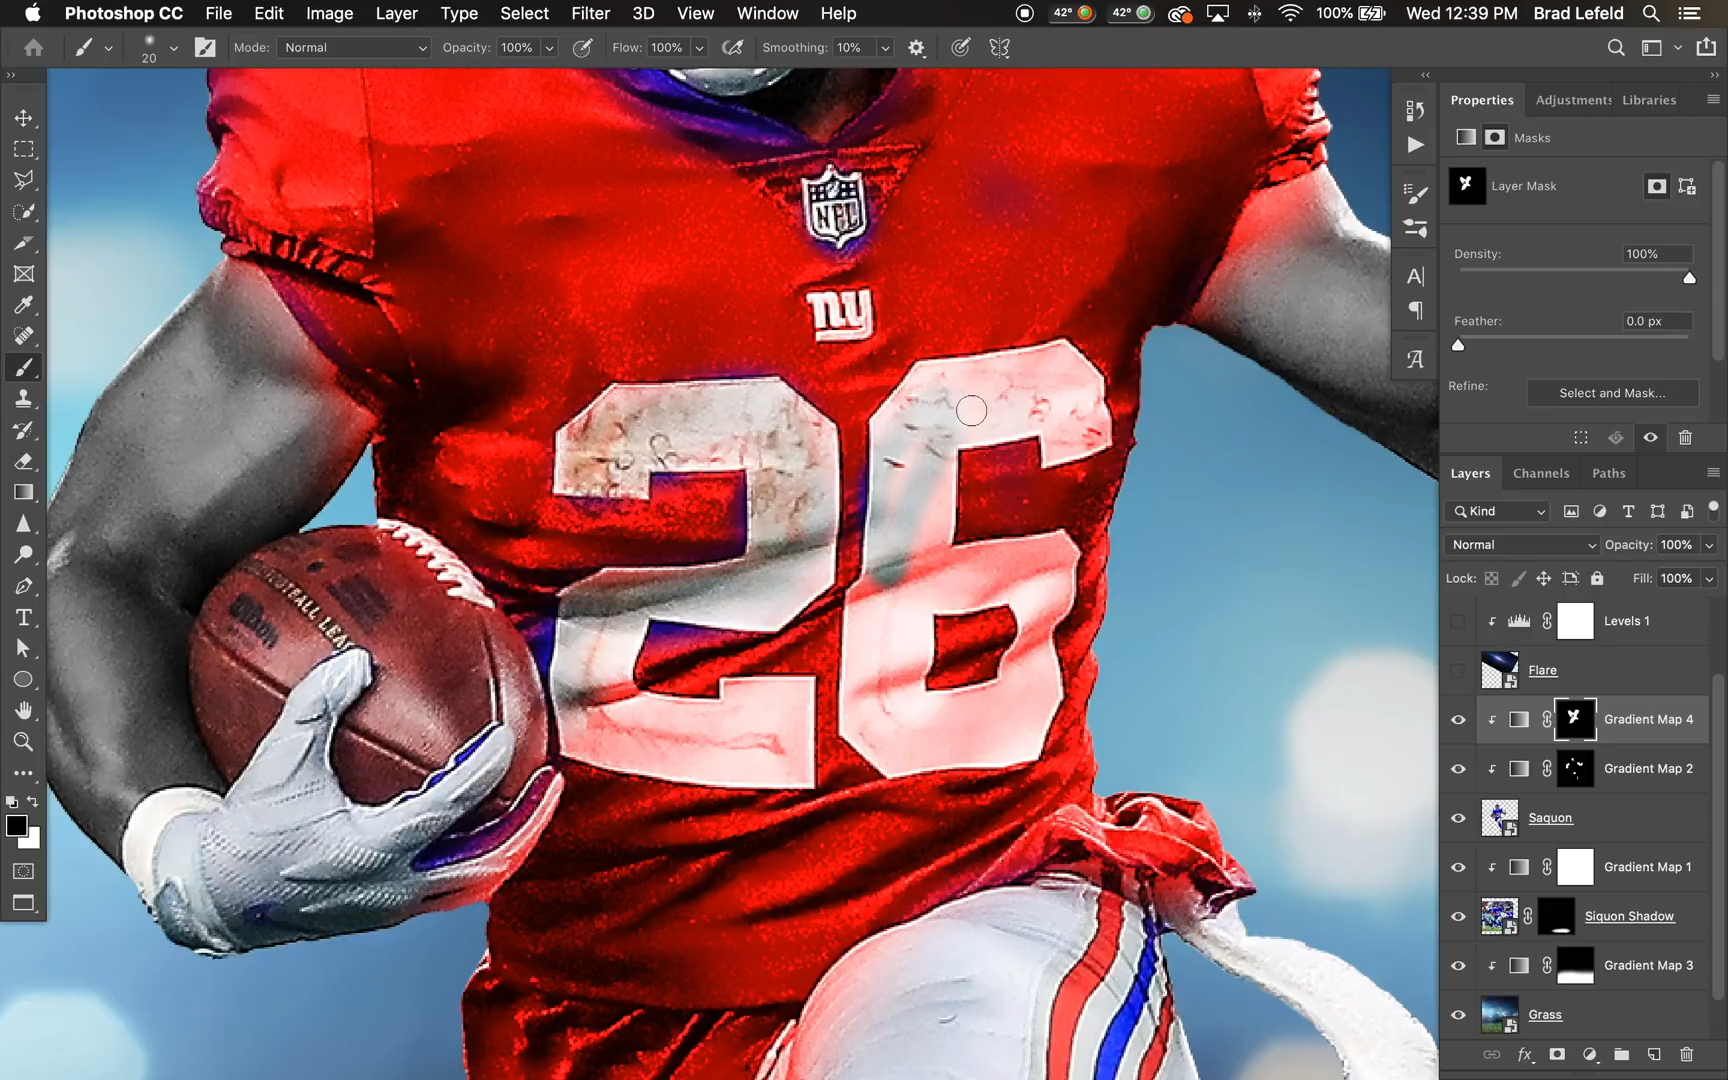 Photoshop CC File Edit Image Layer Type Select Filter 3D View Window Help 42° 42° 100% Wed 12:39 PM Brad Lefeld
20 Mode: Normal Opacity: 100% Flow: 100% Smoothing: 10%
Properties Adjustments Libraries
Masks
Layer Mask
Density: 100%
Feather: 0.0 px
Refine: Select and Mask...
Layers Channels Paths
Kind
Normal Opacity: 100%
Lock: Fill: 100%
Levels 1
Flare
Gradient Map 4
Gradient Map 2
Saquon
Gradient Map 1
Siquon Shadow
Gradient Map 3
Grass
fx
NFL
ny
26